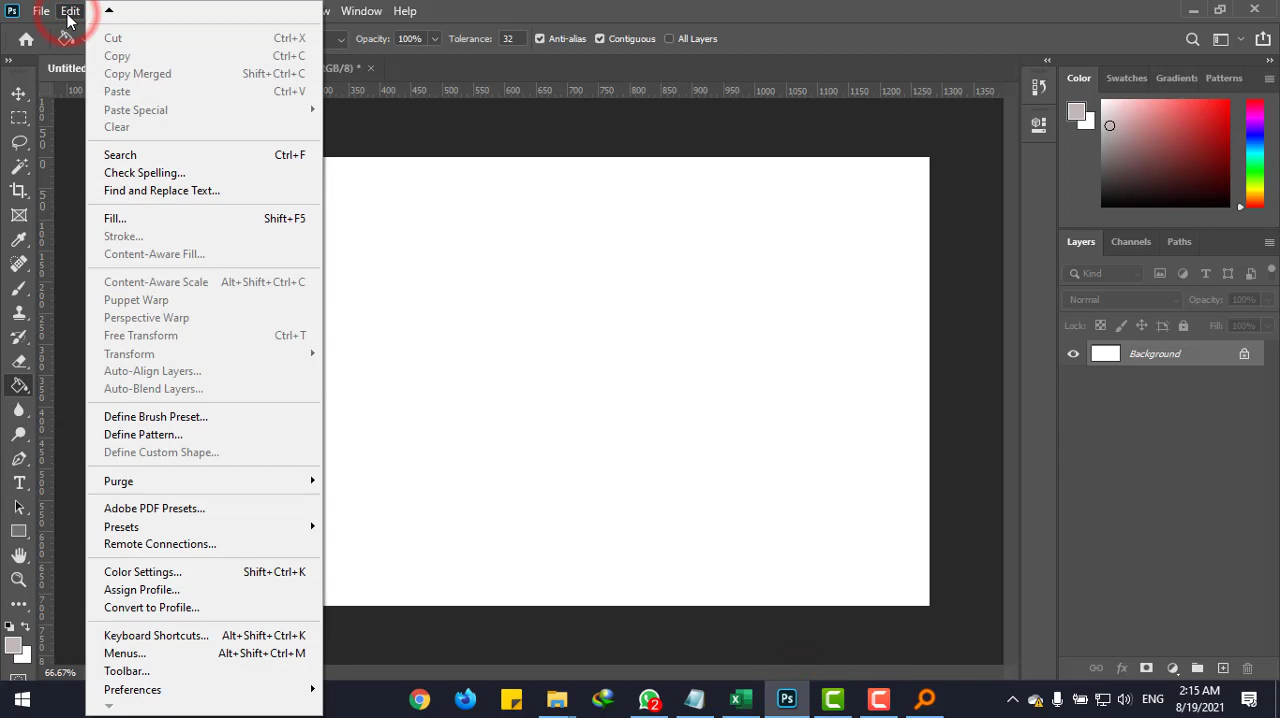 Ps File Edit Window Help
Opacity: 100% Tolerance: 32 Anti-alias Contiguous All Layers
Untitled RGB/8) * ×
100 350 400 450 500 550 600 650 700 750 800 850 900 950 1000 1050 1100 1150 1200 1250 1300 1350
Cut Ctrl+X
Copy Ctrl+C
Copy Merged Shift+Ctrl+C
Paste Ctrl+V
Paste Special
Clear
Search Ctrl+F
Check Spelling...
Find and Replace Text...
Fill... Shift+F5
Stroke...
Content-Aware Fill...
Content-Aware Scale Alt+Shift+Ctrl+C
Puppet Warp
Perspective Warp
Free Transform Ctrl+T
Transform
Auto-Align Layers...
Auto-Blend Layers...
Define Brush Preset...
Define Pattern...
Define Custom Shape...
Purge
Adobe PDF Presets...
Presets
Remote Connections...
Color Settings... Shift+Ctrl+K
Assign Profile...
Convert to Profile...
Keyboard Shortcuts... Alt+Shift+Ctrl+K
Menus... Alt+Shift+Ctrl+M
Toolbar...
Preferences
Color Swatches Gradients Patterns
Layers Channels Paths
Kind
Normal Opacity: 100%
Lock: Fill: 100%
Background
66.67%
2
Ps
ENG
2:15 AM
8/19/2021